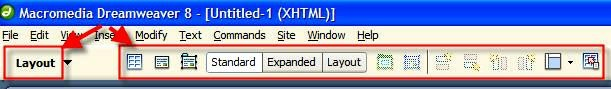 Macromedia Dreamweaver 8 - [Untitled-1 (XHTML)]
File Edit View Insert Modify Text Commands Site Window Help
Layout Standard Expanded Layout